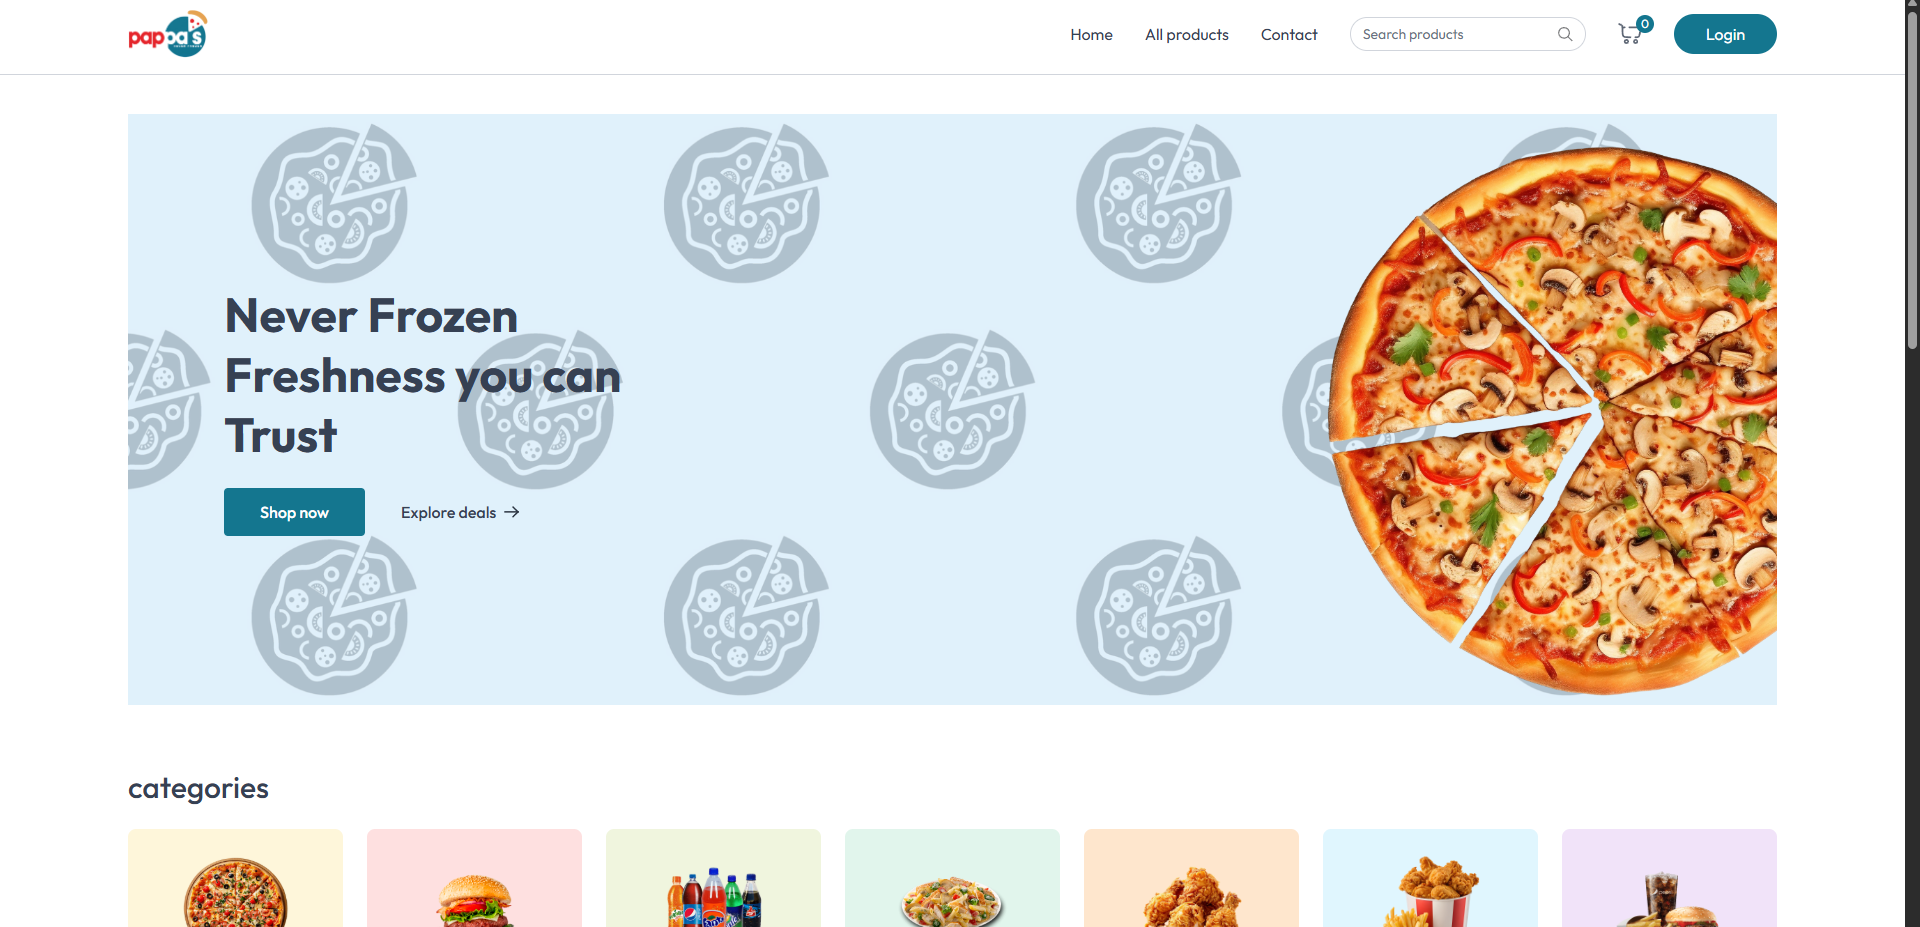 pappa's
Home
All products
Contact
Search products
0
Login
Never Frozen
Freshness you can
Trust
Shop now
Explore deals
categories